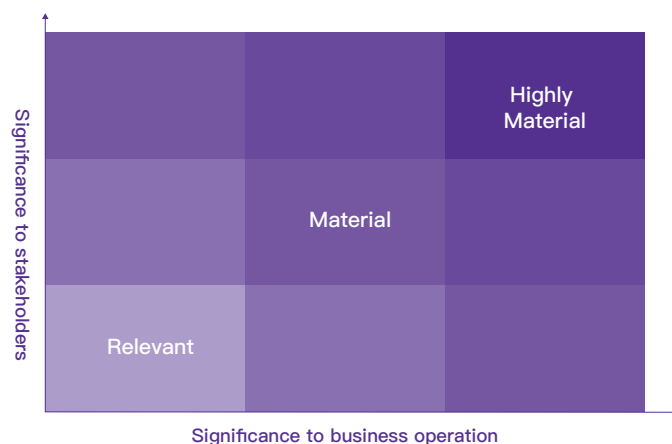 Highly
Material
Significance to stakeholders
Material
Relevant
Significance to business operation